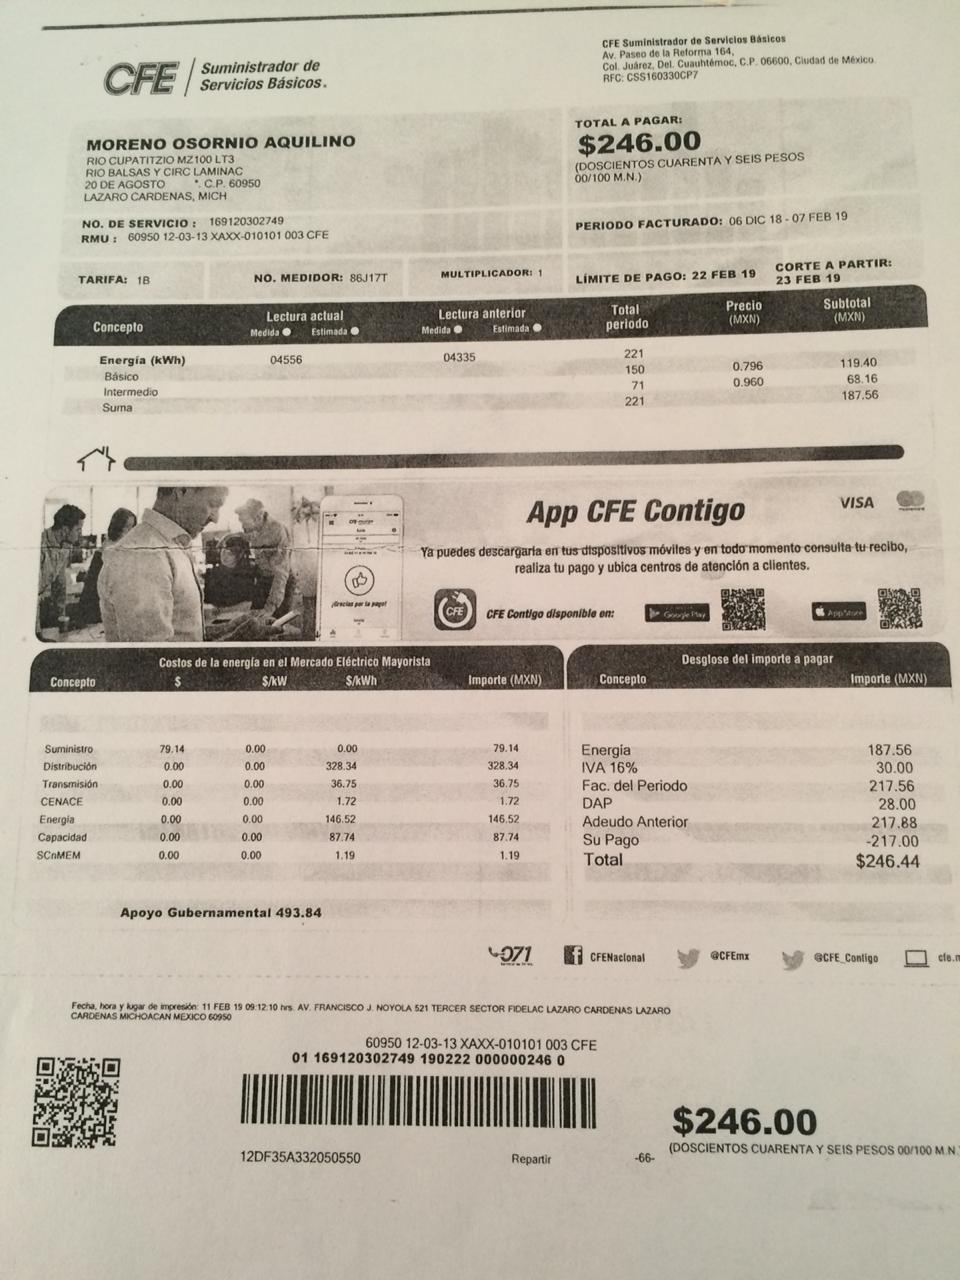 CFE Suministrador de Servicios Básicos
Av. Paseo de la Reforma 164,
Col. Juárez, Del. Cuauhtémoc, C.P. 06600, Ciudad de México
RFC: CSS160330CP7
CFE Suministrador de
Servicios Básicos.
MORENO OSORNIO AQUILINO
RIO CUPATITZIO MZ100 LT3
RIO BALSAS Y CIRC LAMINAC
20 DE AGOSTO *. C.P. 60950
LAZARO CARDENAS, MICH
TOTAL A PAGAR:
$246.00
(DOSCIENTOS CUARENTA Y SEIS PESOS
00/100 M.N.)
NO. DE SERVICIO : 169120302749
RMU : 60950 12-03-13 XAXX-010101 003 CFE
PERIODO FACTURADO: 06 DIC 18 - 07 FEB 19
TARIFA: 1B NO. MEDIDOR: 86J17T MULTIPLICADOR: 1 LÍMITE DE PAGO: 22 FEB 19 CORTE A PARTIR:
23 FEB 19
Concepto Lectura actual Lectura anterior Total Precio Subtotal
Medida Estimada Medida Estimada periodo (MXN) (MXN)
Energía (kWh) 04556 04335 221
Básico 150 0.796 119.40
Intermedio 71 0.960 68.16
Suma 221 187.56
App CFE Contigo
VISA
Ya puedes descargarla en tus dispositivos móviles y en todo momento consulta tu recibo,
realiza tu pago y ubica centros de atención a clientes.
¡Gracias por tu pago!
CFE
CFE Contigo disponible en:
Google Play
App Store
Costos de la energía en el Mercado Eléctrico Mayorista
Concepto $ $/kW $/kWh Importe (MXN)
Suministro 79.14 0.00 0.00 79.14
Distribución 0.00 0.00 328.34 328.34
Transmisión 0.00 0.00 36.75 36.75
CENACE 0.00 0.00 1.72 1.72
Energía 0.00 0.00 146.52 146.52
Capacidad 0.00 0.00 87.74 87.74
SCnMEM 0.00 0.00 1.19 1.19
Apoyo Gubernamental 493.84
Desglose del importe a pagar
Concepto Importe (MXN)
Energía 187.56
IVA 16% 30.00
Fac. del Periodo 217.56
DAP 28.00
Adeudo Anterior 217.88
Su Pago -217.00
Total $246.44
071 CFENacional @CFEmx @CFE_Contigo cfe.m
Fecha, hora y lugar de impresión: 11 FEB 19 09:12:10 hrs. AV. FRANCISCO J. NOYOLA 521 TERCER SECTOR FIDELAC LAZARO CARDENAS LAZARO
CARDENAS MICHOACAN MEXICO 60950
60950 12-03-13 XAXX-010101 003 CFE
01 169120302749 190222 000000246 0
$246.00
(DOSCIENTOS CUARENTA Y SEIS PESOS 00/100 M.N.
12DF35A332050550 Repartir -66-